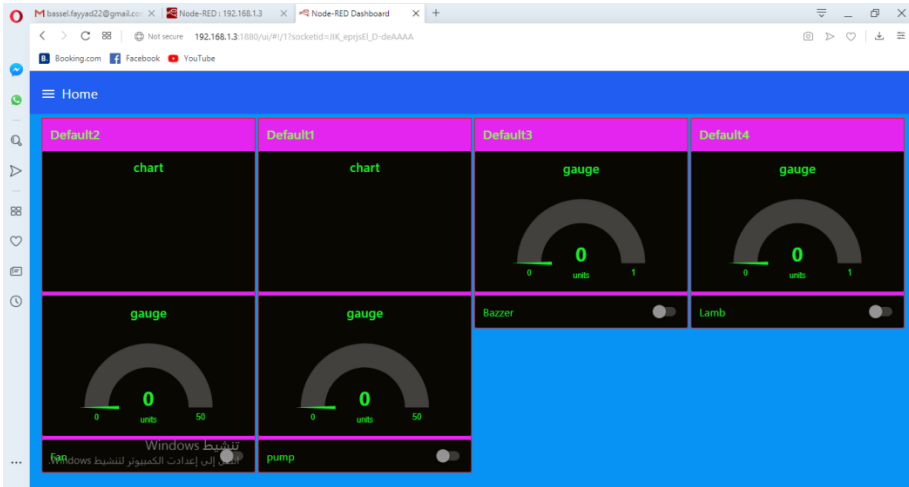 bassel.fayyad22@gmail.co
Node-RED : 192.168.1.3
Node-RED Dashboard
Not secure 192.168.1.3:1880/ui/#!/1?socketid=
Booking.com
Facebook
YouTube
Home
Default2
chart
gauge
0
0
units
50
Fan
Default1
chart
gauge
0
0
units
50
pump
Default3
gauge
0
0
units
1
Bazzer
Default4
gauge
0
0
units
1
Lamb
تنشيط Windows
انتقل إلى إعدادت الكمبيوتر لتنشيط Windows.